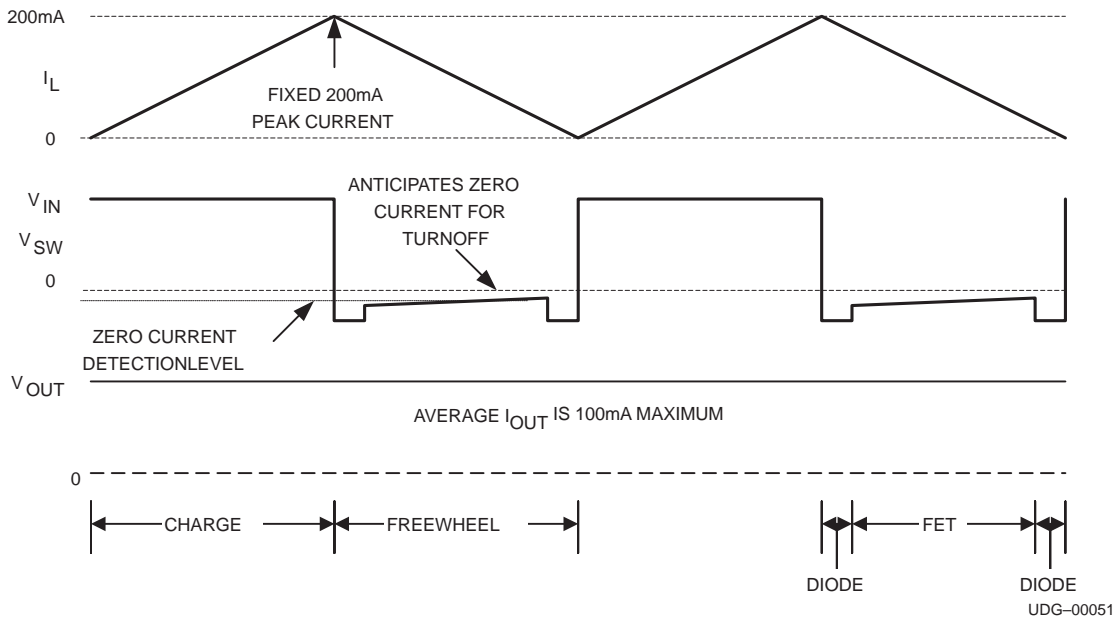 200mA
I L
FIXED 200mA
PEAK CURRENT
0
V IN
ANTICIPATES ZERO
CURRENT FOR
TURNOFF
V SW
0
ZERO CURRENT
DETECTIONLEVEL
V OUT
AVERAGE I OUT IS 100mA MAXIMUM
0
CHARGE
FREEWHEEL
FET
DIODE
DIODE
UDG–00051